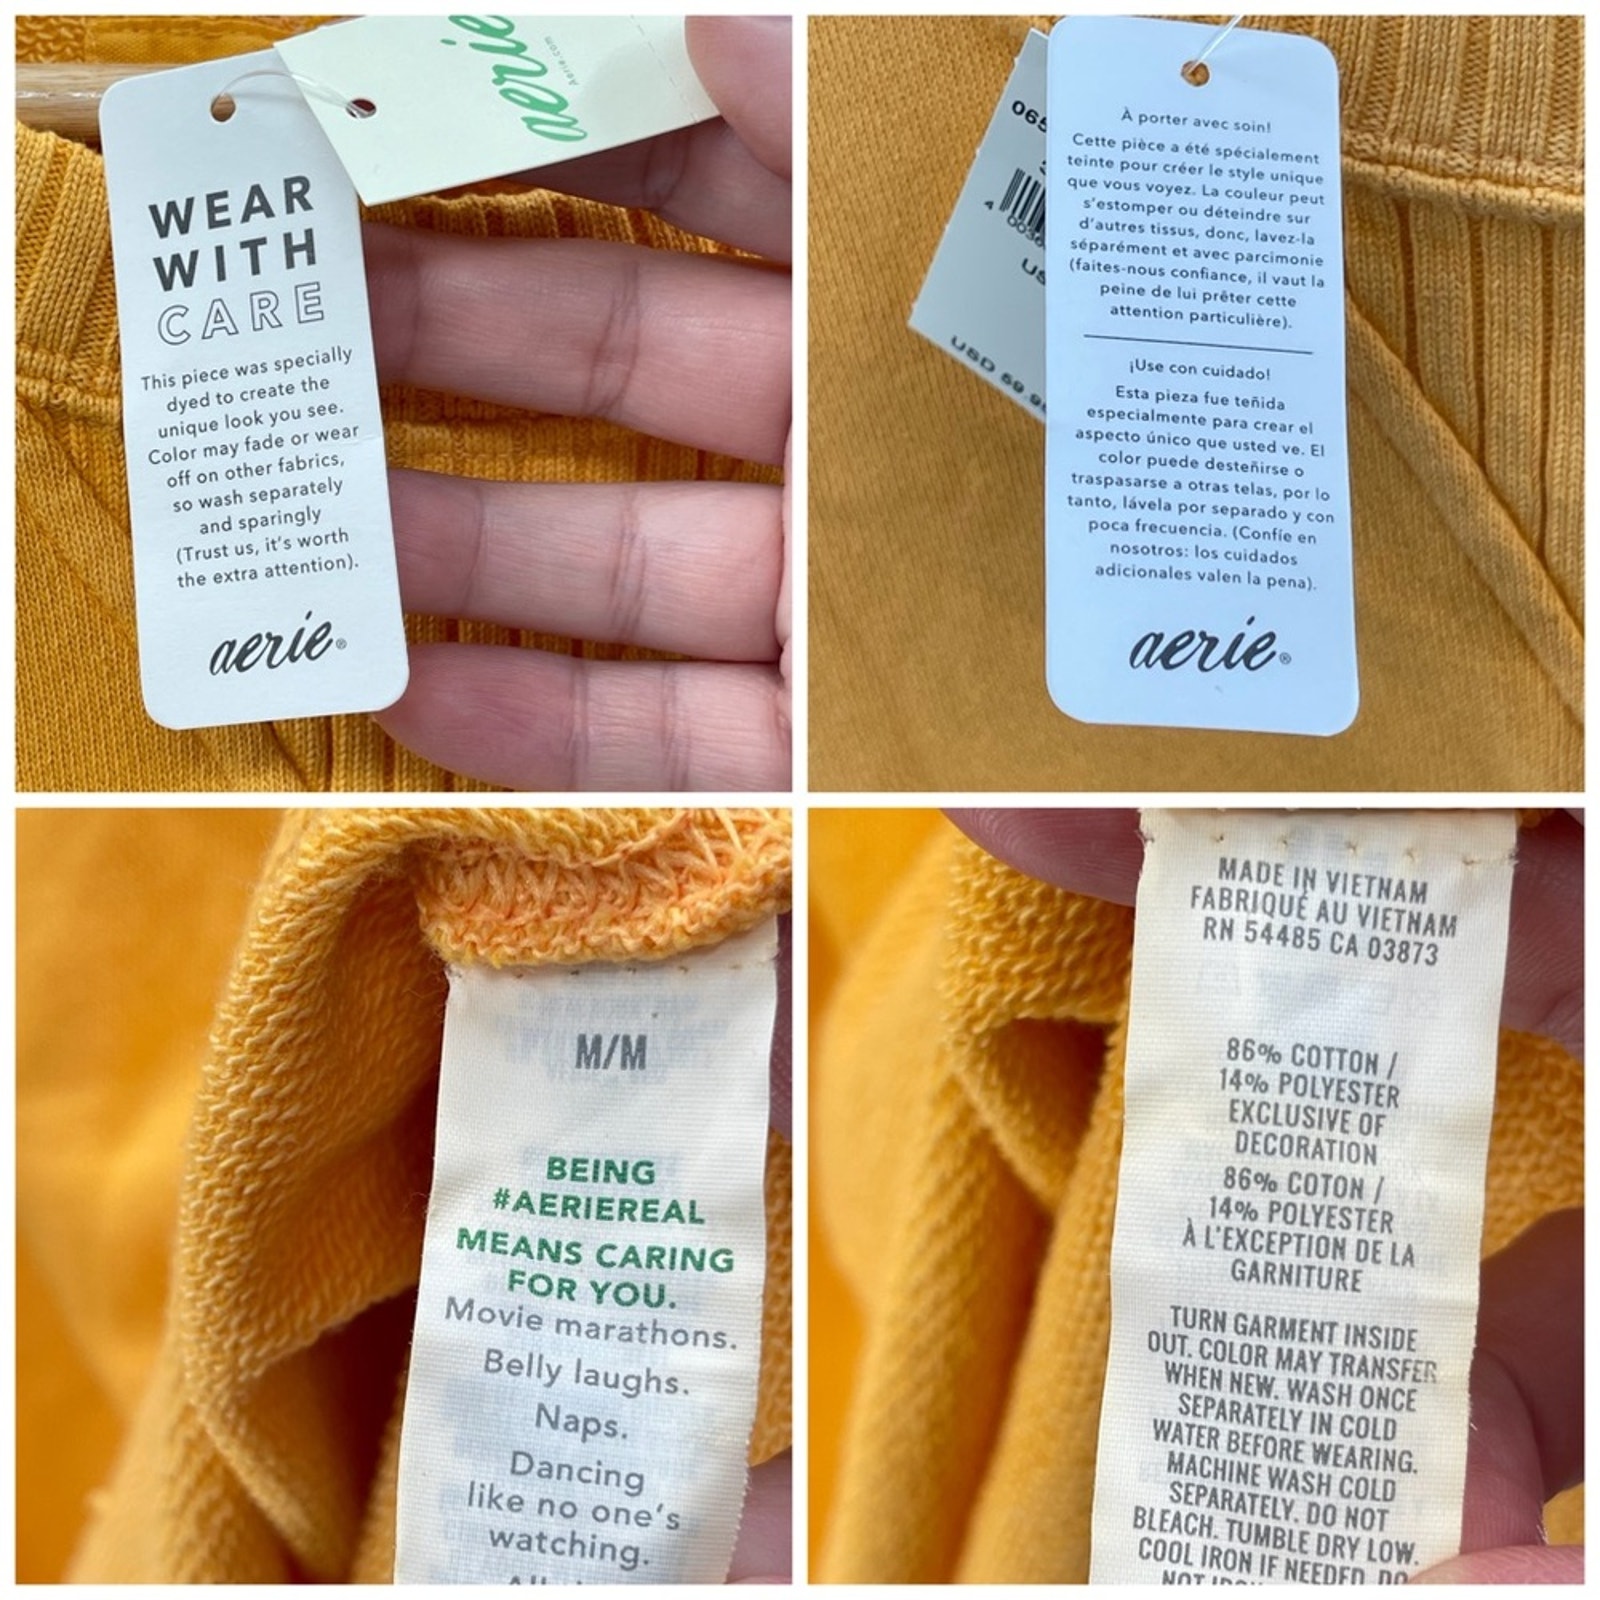 aerie
Aerie.com
WEAR
WITH
CARE
This piece was specially
dyed to create the
unique look you see.
Color may fade or wear
off on other fabrics,
so wash separately
and sparingly
(Trust us, it's worth
the extra attention).
aerie®
065
4
0036
USD 59.95
À porter avec soin!
Cette pièce a été spécialement
teinte pour créer le style unique
que vous voyez. La couleur peut
s'estomper ou déteindre sur
d'autres tissus, donc, lavez-la
séparément et avec parcimonie
(faites-nous confiance, il vaut la
peine de lui prêter cette
attention particulière).
¡Use con cuidado!
Esta pieza fue teñida
especialmente para crear el
aspecto único que usted ve. El
color puede desteñirse o
traspasarse a otras telas, por lo
tanto, lávela por separado y con
poca frecuencia. (Confíe en
nosotros: los cuidados
adicionales valen la pena).
aerie®
M/M
BEING
#AERIEREAL
MEANS CARING
FOR YOU.
Movie marathons.
Belly laughs.
Naps.
Dancing
like no one's
watching.
MADE IN VIETNAM
FABRIQUÉ AU VIETNAM
RN 54485 CA 03873
86% COTTON /
14% POLYESTER
EXCLUSIVE OF
DECORATION
86% COTON /
14% POLYESTER
À L'EXCEPTION DE LA
GARNITURE
TURN GARMENT INSIDE
OUT. COLOR MAY TRANSFER
WHEN NEW. WASH ONCE
SEPARATELY IN COLD
WATER BEFORE WEARING.
MACHINE WASH COLD
SEPARATELY. DO NOT
BLEACH. TUMBLE DRY LOW.
COOL IRON IF NEEDED. DO
NOT